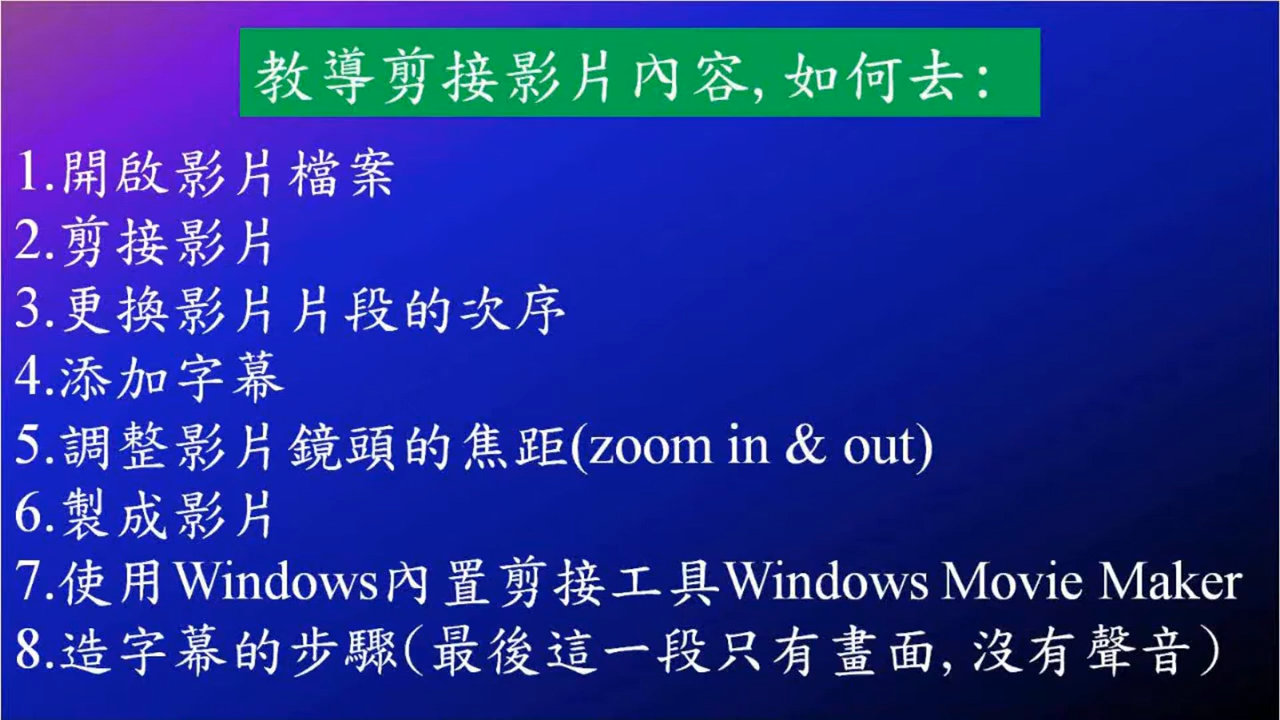 教導剪接影片內容,如何去:
1.開啟影片檔案
2.剪接影片
3.更換影片片段的次序
4.添加字幕
5.調整影片鏡頭的焦距(zoom in & out)
6.製成影片
7.使用Windows內置剪接工具Windows Movie Maker
8.造字幕的步驟(最後這一段只有畫面,沒有聲音)